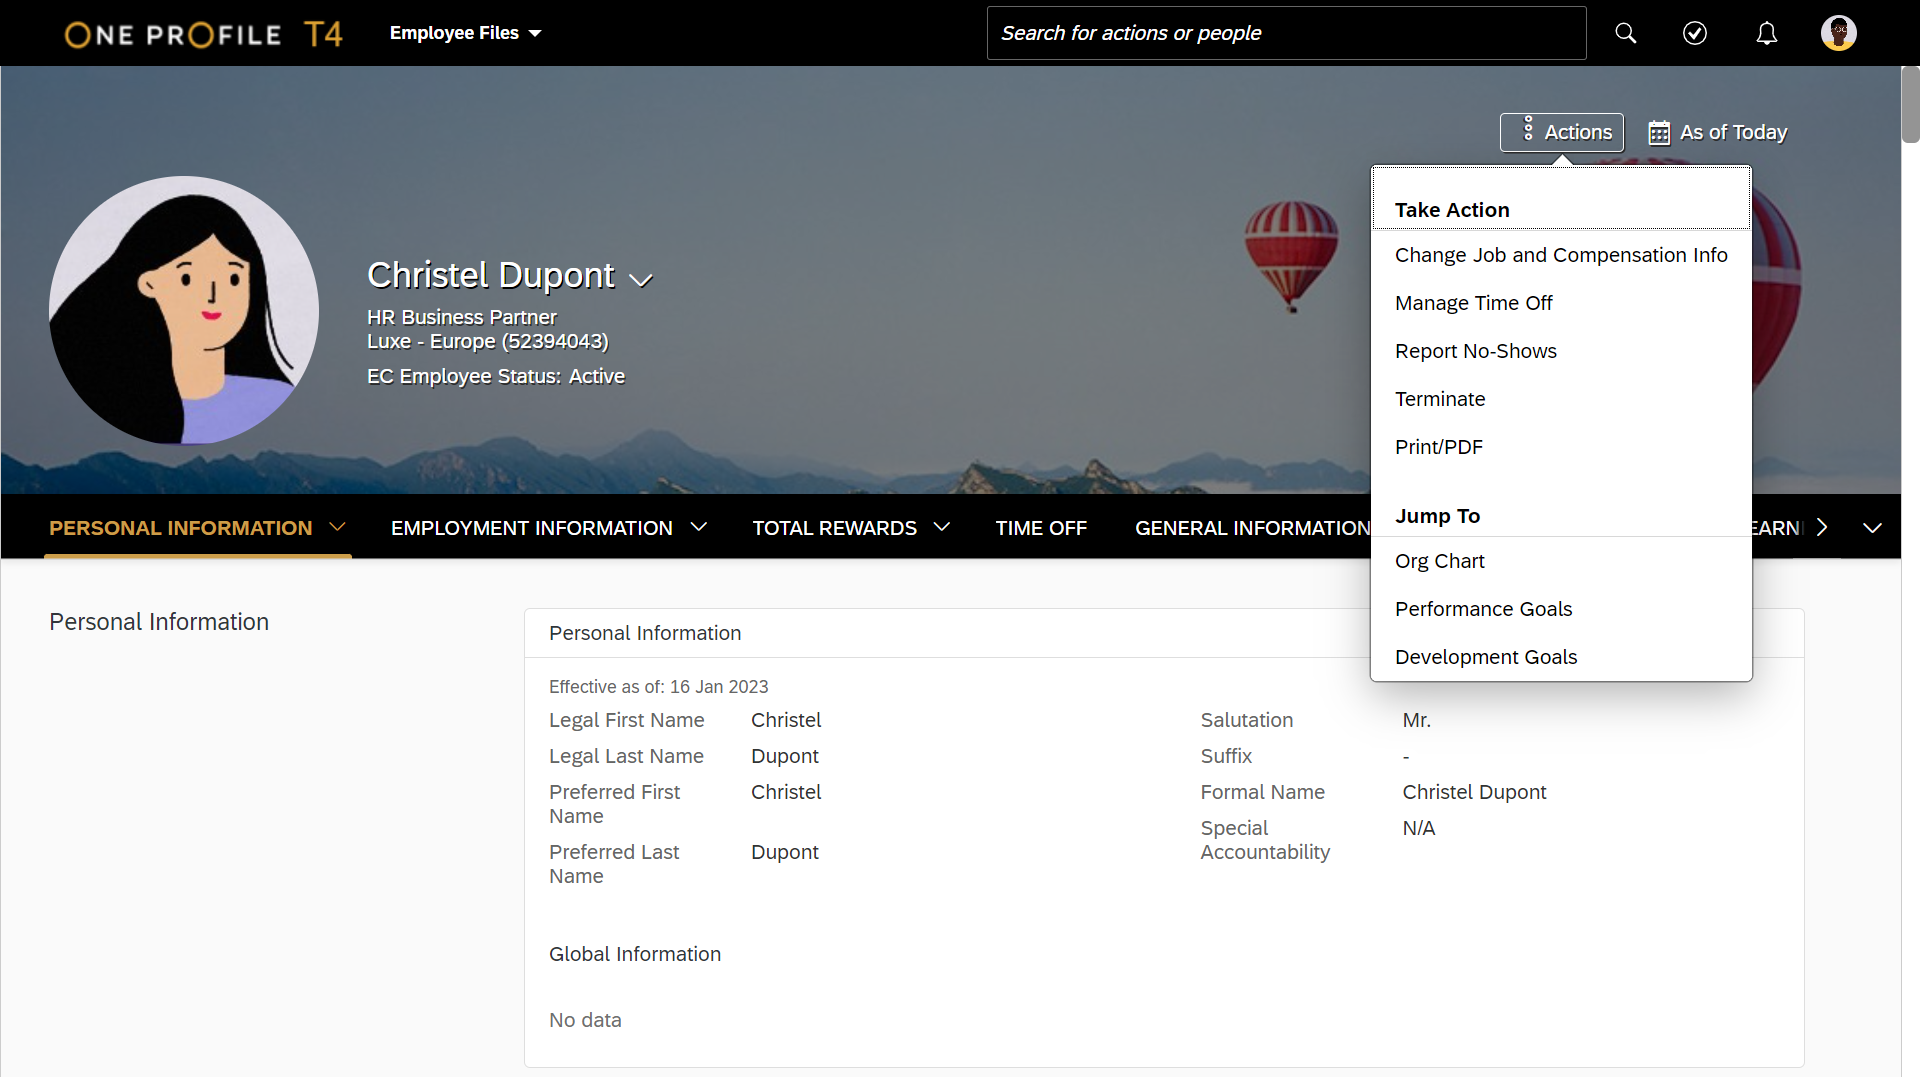 ONE PROFILE T4
Employee Files
Search for actions or people
Actions
As of Today
Take Action
Change Job and Compensation Info
Manage Time Off
Report No-Shows
Terminate
Print/PDF
Jump To
Org Chart
Performance Goals
Development Goals
Christel Dupont
HR Business Partner
Luxe - Europe (52394043)
EC Employee Status: Active
PERSONAL INFORMATION
EMPLOYMENT INFORMATION
TOTAL REWARDS
TIME OFF
GENERAL INFORMATION
Personal Information
Personal Information
Effective as of: 16 Jan 2023
Legal First Name Christel
Legal Last Name Dupont
Preferred First
Name
Christel
Preferred Last
Name
Dupont
Salutation Mr.
Suffix -
Formal Name Christel Dupont
Special
Accountability
N/A
Global Information
No data